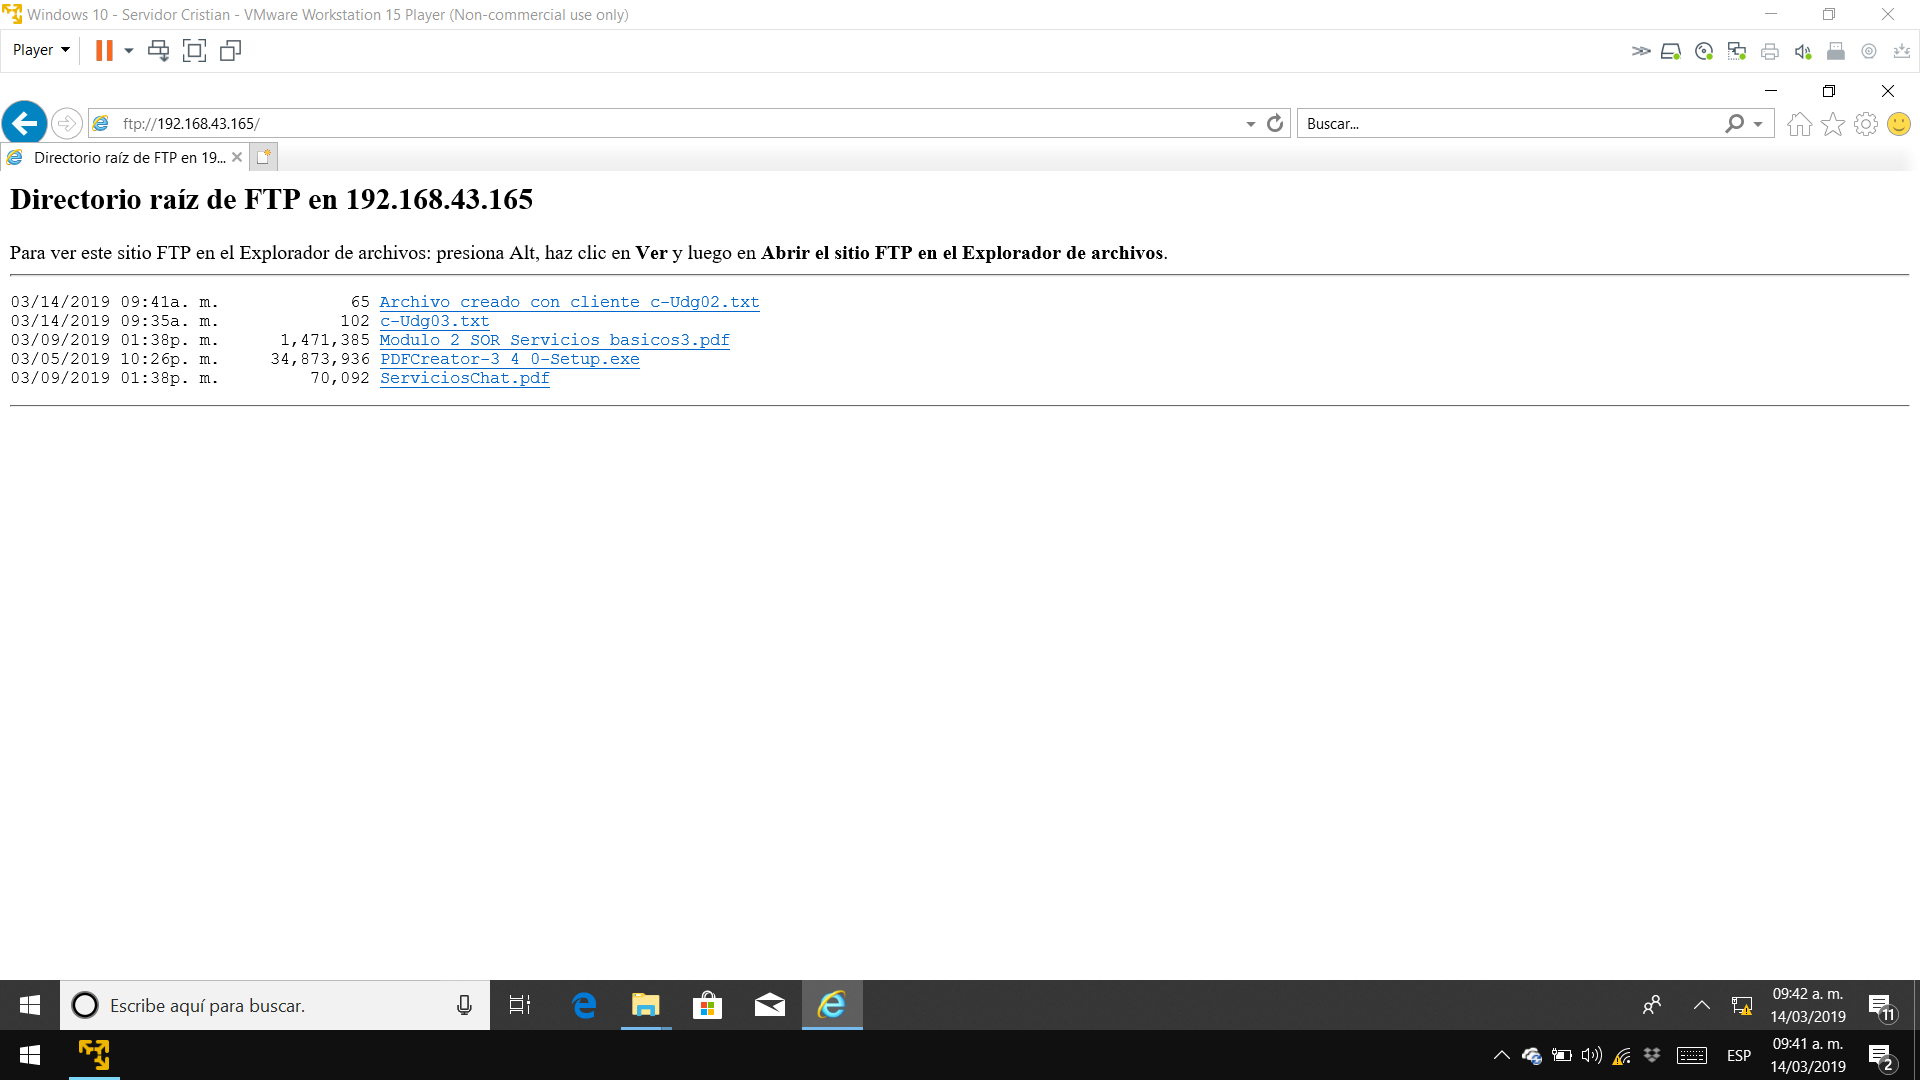 Windows 10 - Servidor Cristian - VMware Workstation 15 Player (Non-commercial use only)
Player
ftp://192.168.43.165/
Buscar...
Directorio raíz de FTP en 19...
Directorio raíz de FTP en 192.168.43.165
Para ver este sitio FTP en el Explorador de archivos: presiona Alt, haz clic en Ver y luego en Abrir el sitio FTP en el Explorador de archivos.
03/14/2019 09:41a. m. 65 Archivo creado con cliente c-Udg02.txt
03/14/2019 09:35a. m. 102 c-Udg03.txt
03/09/2019 01:38p. m. 1,471,385 Modulo 2 SOR Servicios basicos3.pdf
03/05/2019 10:26p. m. 34,873,936 PDFCreator-3 4 0-Setup.exe
03/09/2019 01:38p. m. 70,092 ServiciosChat.pdf
Escribe aquí para buscar.
09:42 a. m.
14/03/2019
11
ESP
09:41 a. m.
14/03/2019
2